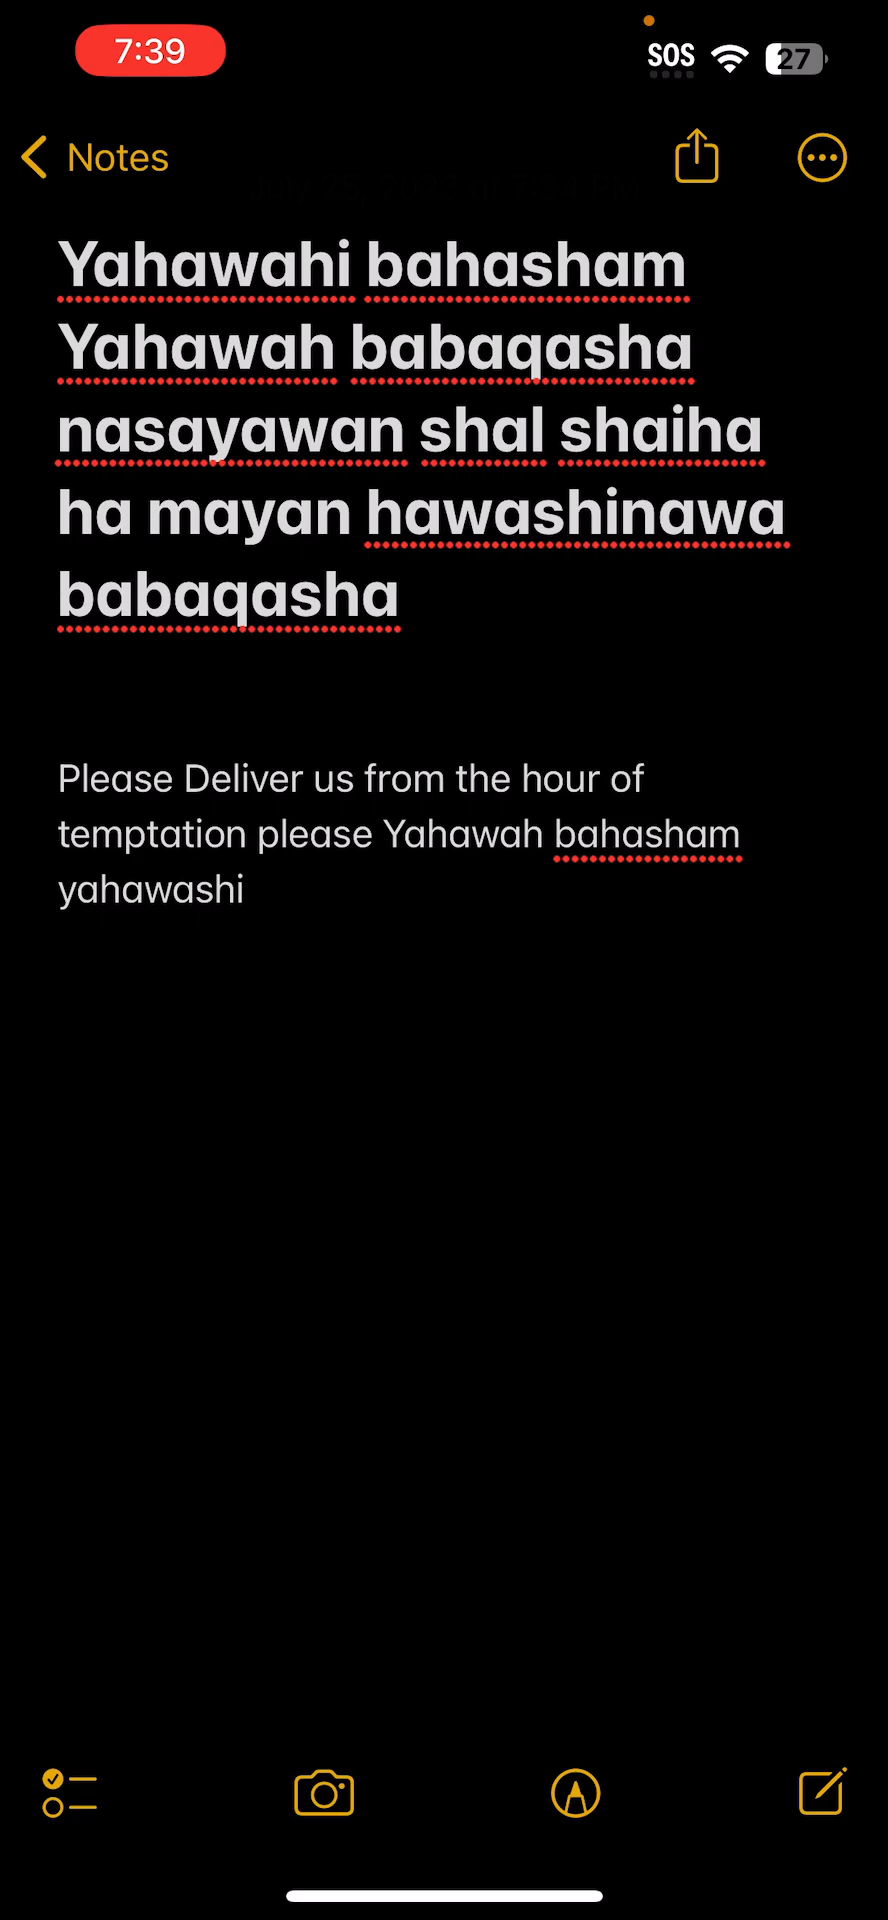 7:39
SOS
27
Notes
Yahawahi bahasham
Yahawah babaqasha
nasayawan shal shaiha
ha mayan hawashinawa
babaqasha
Please Deliver us from the hour of
temptation please Yahawah bahasham
yahawashi